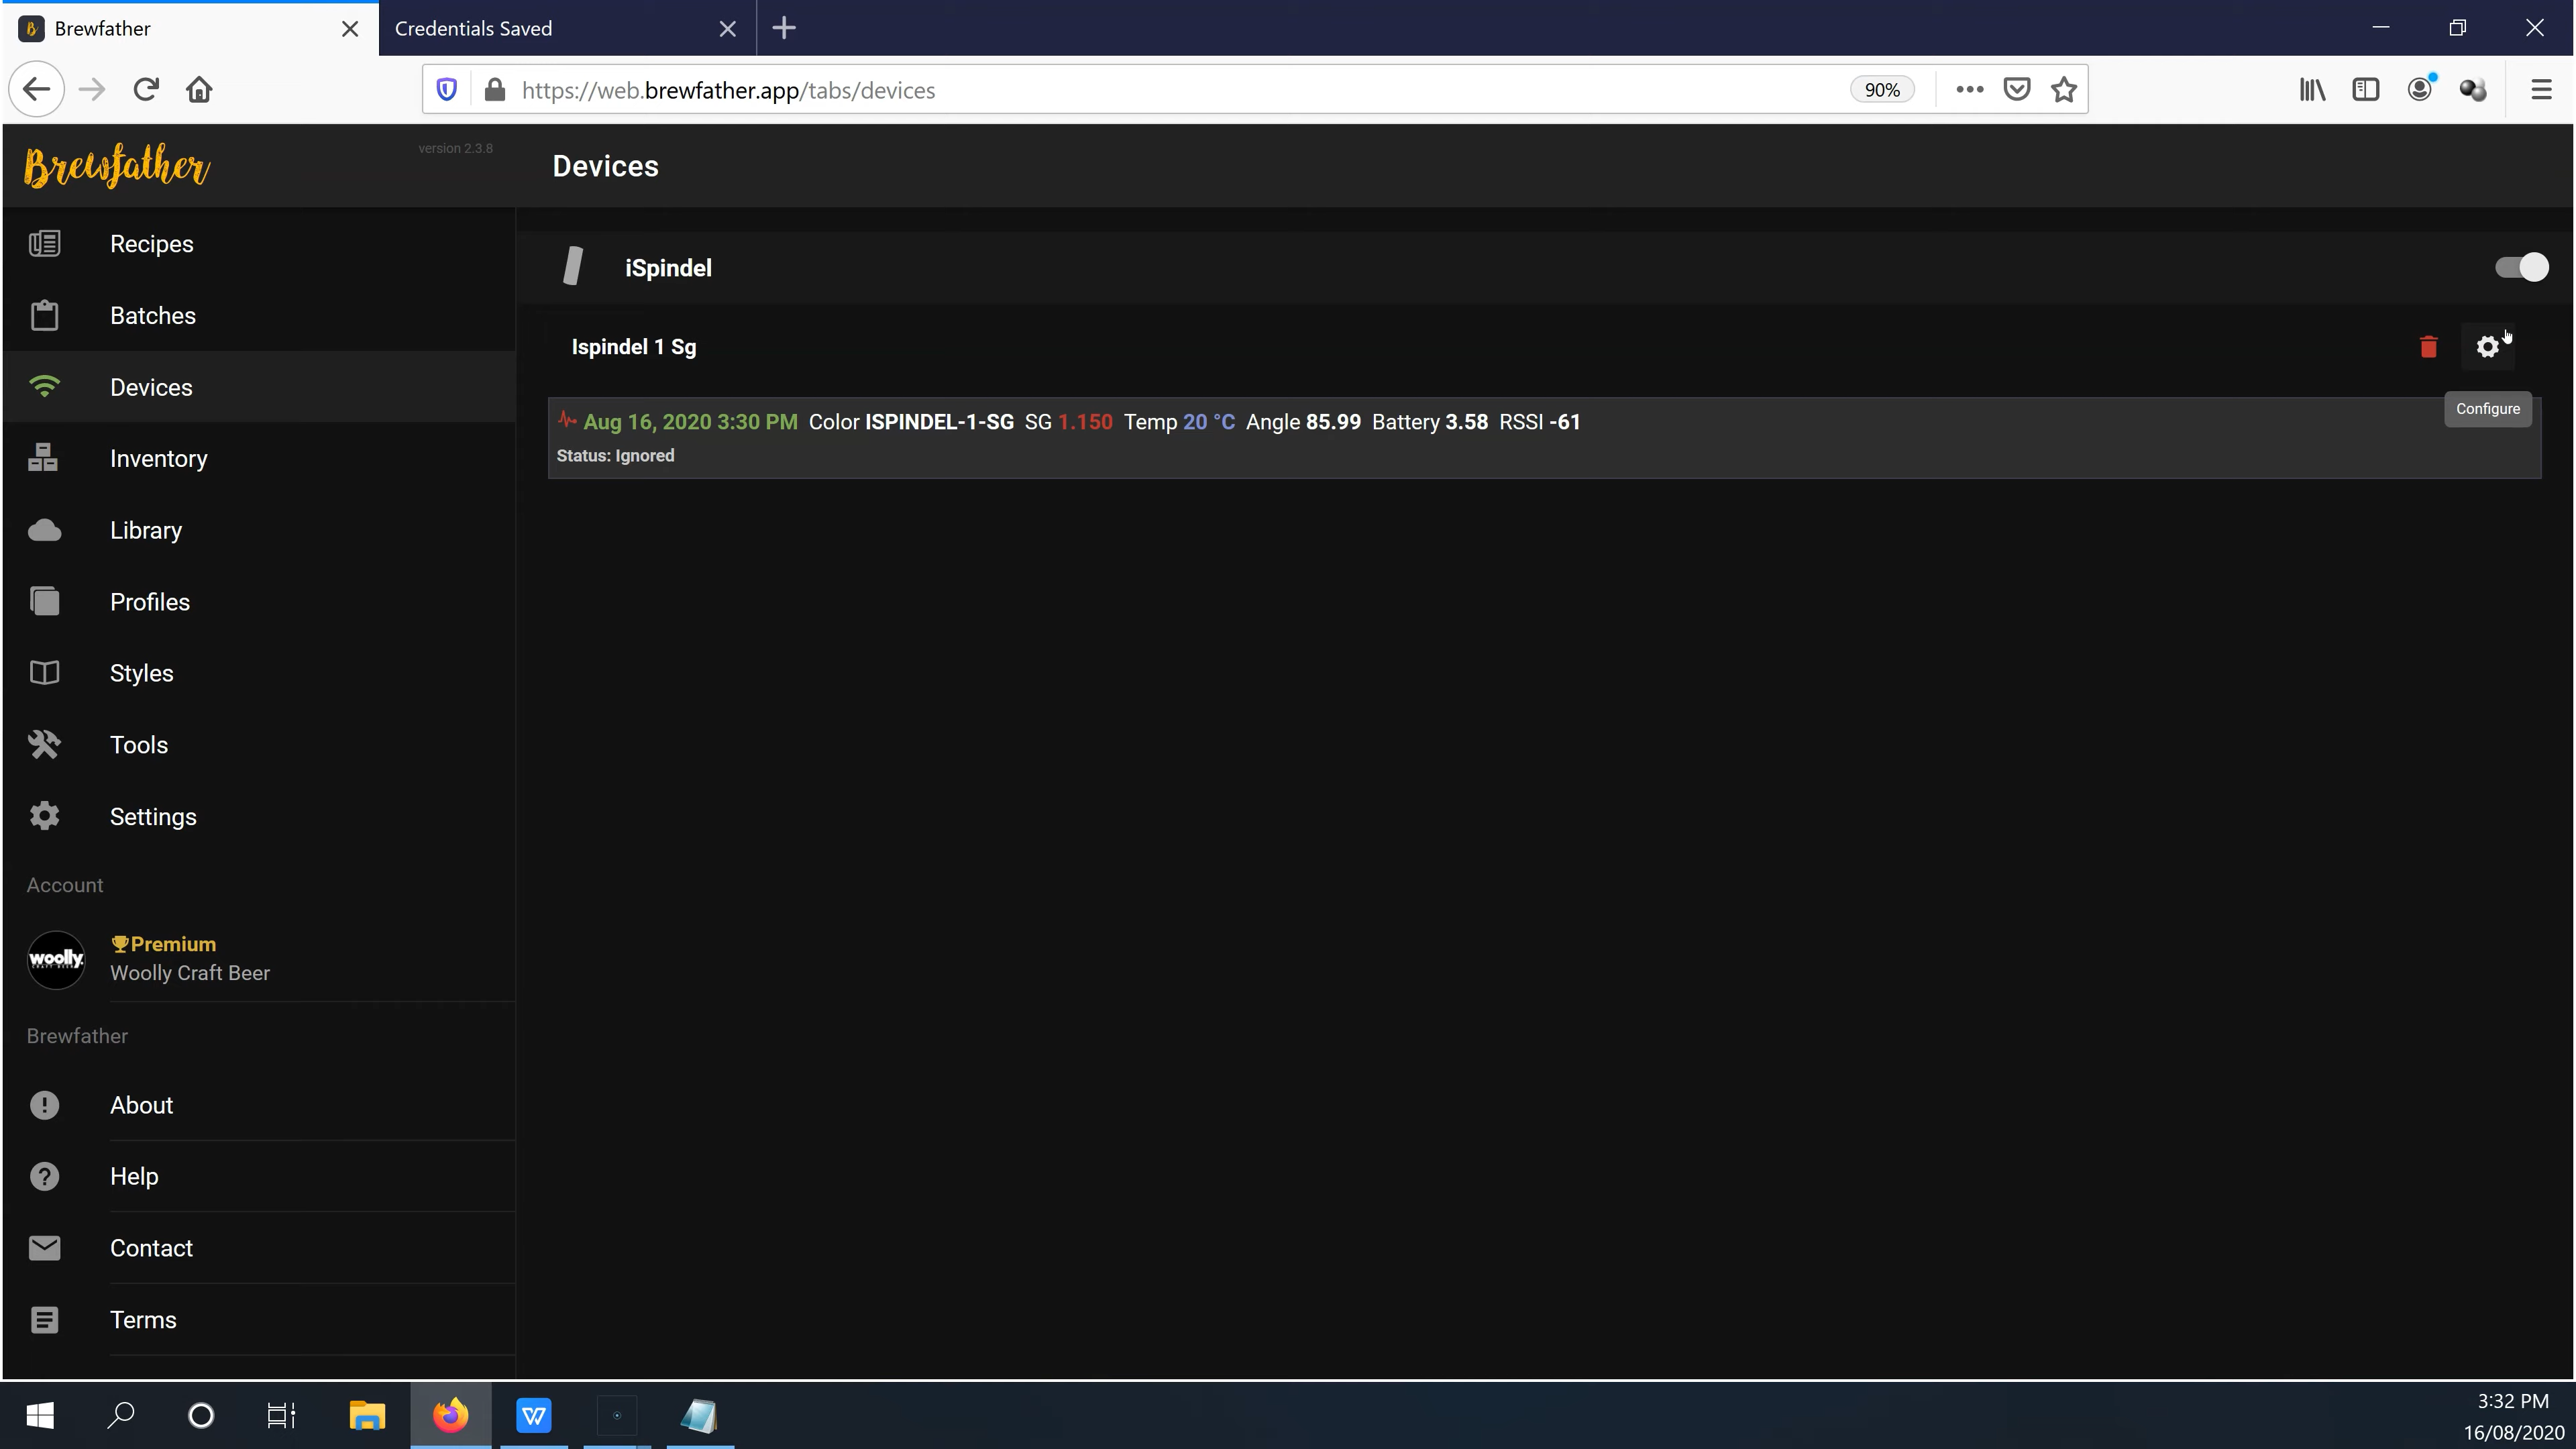 Brewfather
Credentials Saved
https://web.brewfather.app/tabs/devices
90%
Brewfather
version 2.3.8
Devices
Recipes
Batches
Devices
Inventory
Library
Profiles
Styles
Tools
Settings
Account
Premium
woolly.
CRAFT BEER
Woolly Craft Beer
Brewfather
About
Help
Contact
Terms
iSpindel
Ispindel 1 Sg
Configure
Aug 16, 2020 3:30 PM Color ISPINDEL-1-SG SG 1.150 Temp 20 °C Angle 85.99 Battery 3.58 RSSI -61
Status: Ignored
3:32 PM
16/08/2020